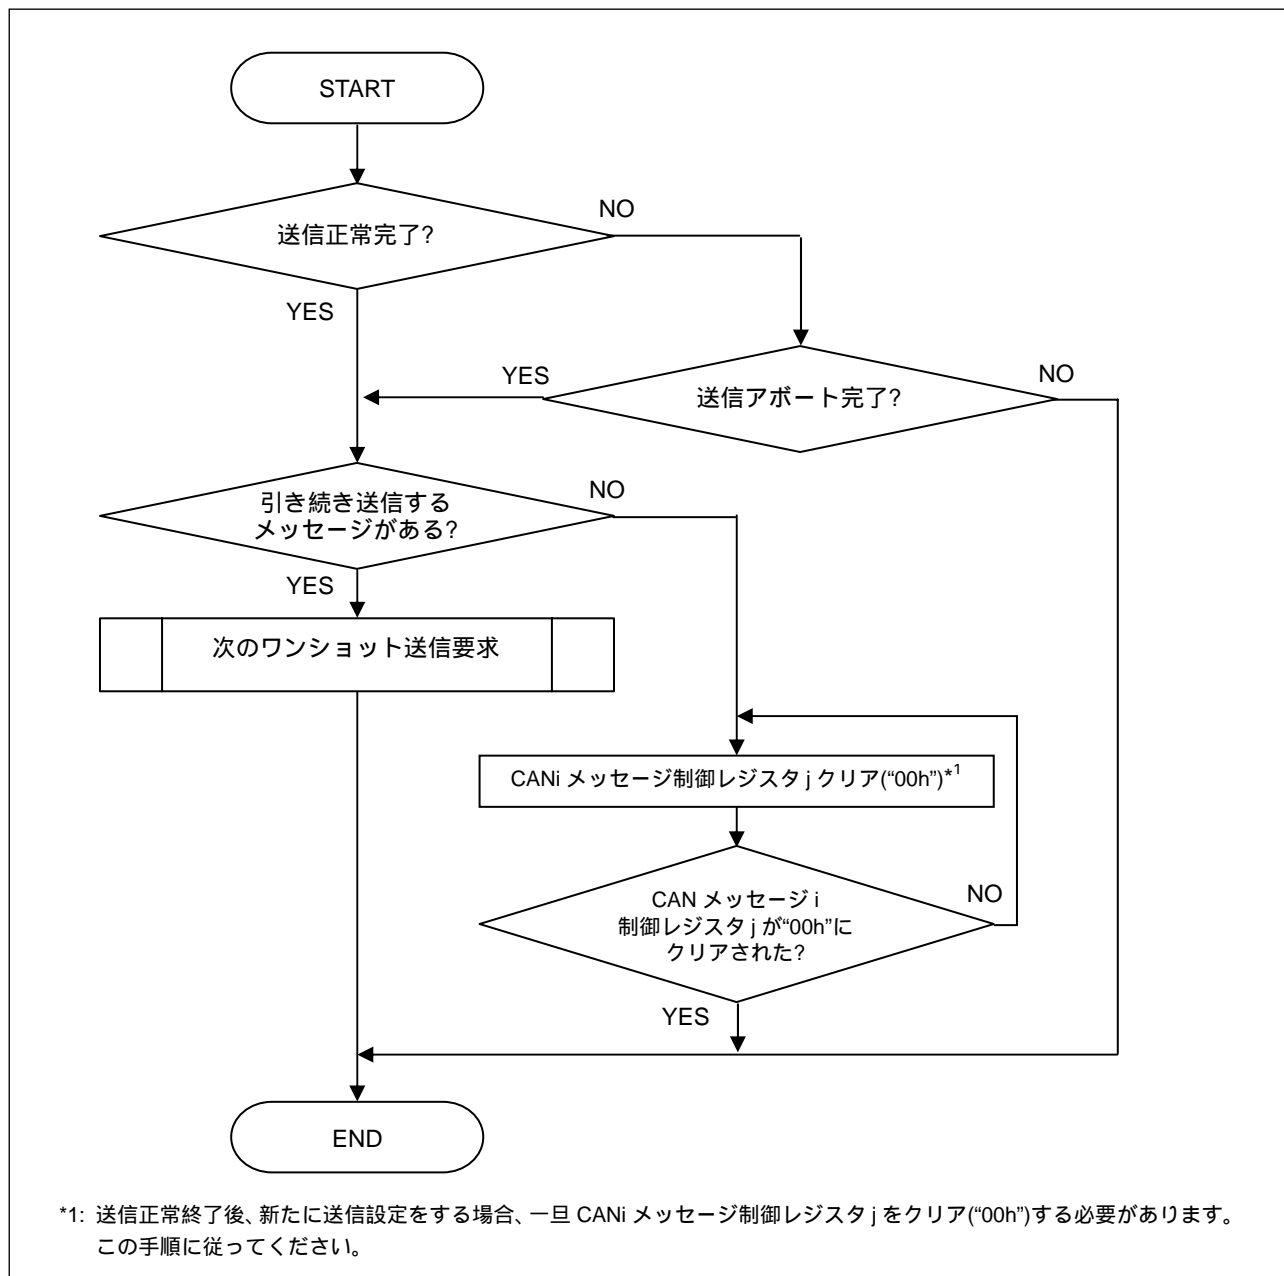 START
送信正常完了?
NO
YES
送信アボート完了?
YES
NO
引き続き送信する
メッセージがある?
NO
YES
次のワンショット送信要求
CANi メッセージ制御レジスタ j クリア(“00h”)*1
CAN メッセージ i
制御レジスタ j が“00h”に
クリアされた?
NO
YES
END
*1: 送信正常終了後、新たに送信設定をする場合、一旦 CANi メッセージ制御レジスタ j をクリア(“00h”)する必要があります。
この手順に従ってください。